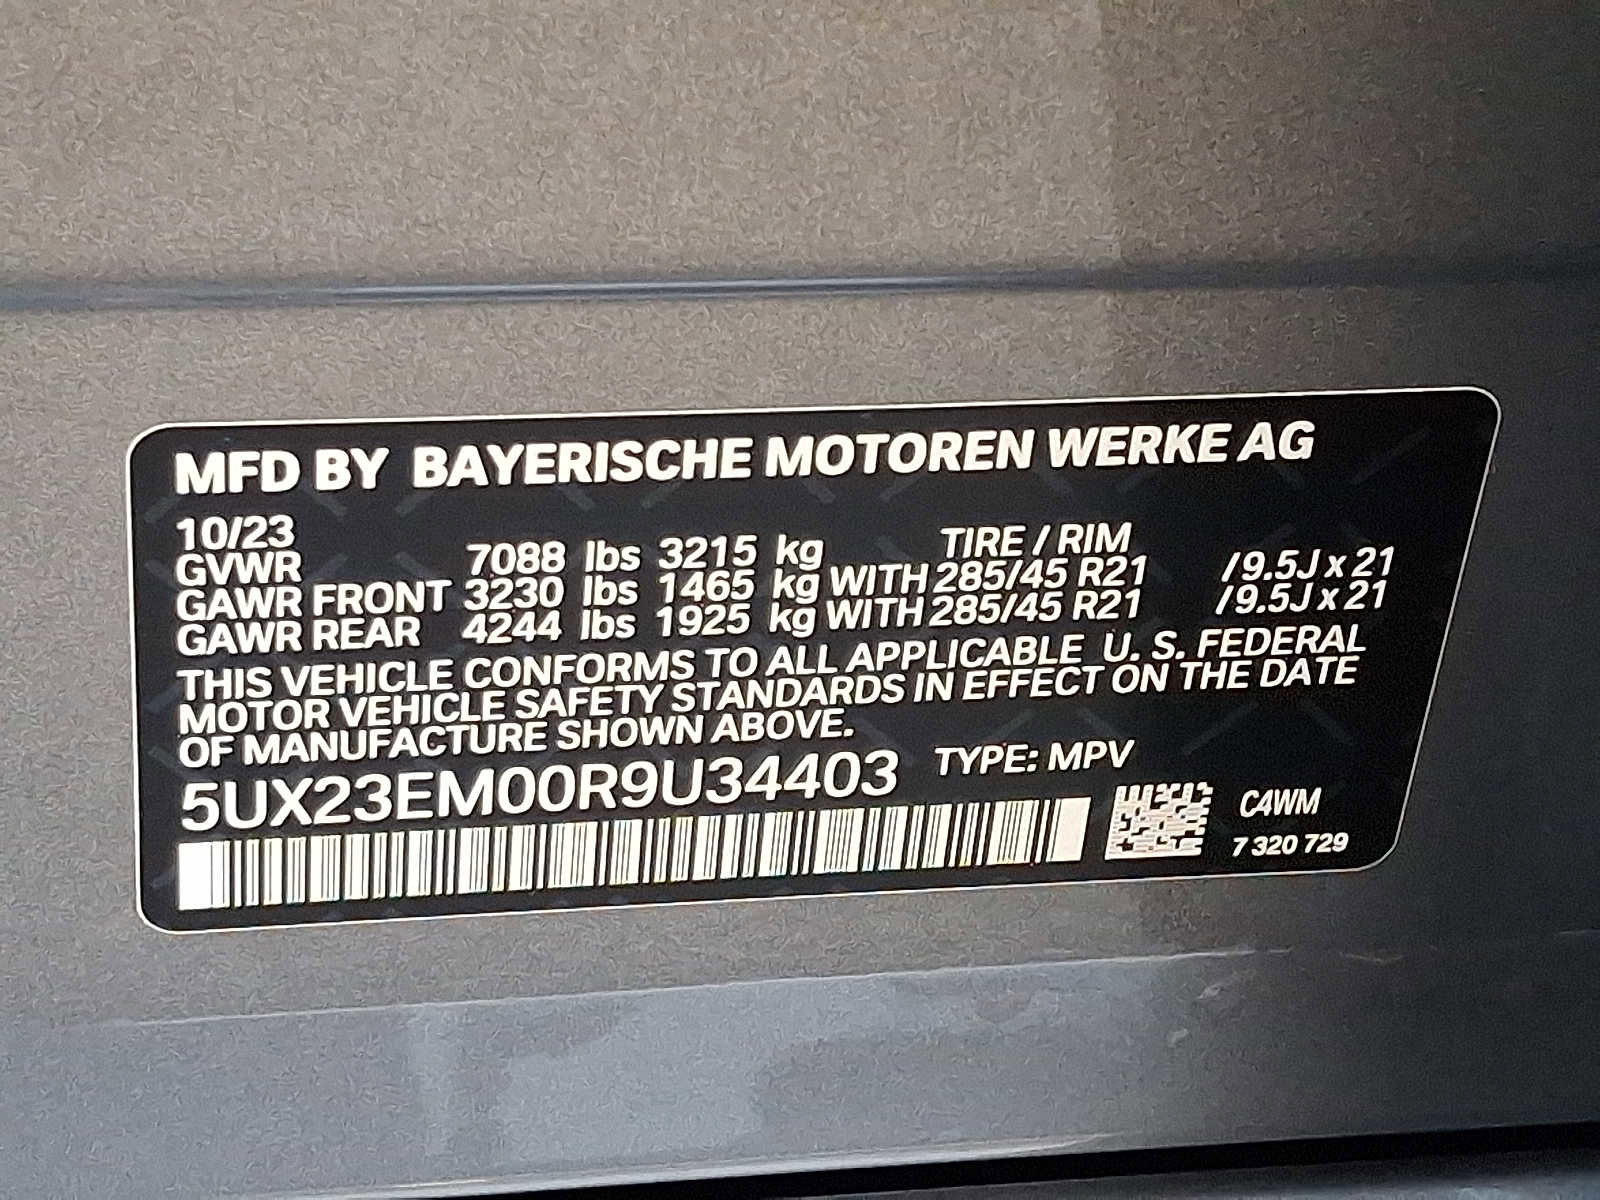 MFD BY BAYERISCHE MOTOREN WERKE AG
10/23 TIRE / RIM
GVWR 7088 lbs 3215 kg
GAWR FRONT 3230 lbs 1465 kg WITH 285/45 R21 /9.5J x 21
GAWR REAR 4244 lbs 1925 kg WITH 285/45 R21 /9.5J x 21
THIS VEHICLE CONFORMS TO ALL APPLICABLE U. S. FEDERAL
MOTOR VEHICLE SAFETY STANDARDS IN EFFECT ON THE DATE
OF MANUFACTURE SHOWN ABOVE.
5UX23EM00R9U34403 TYPE: MPV
C4WM
7 320 729